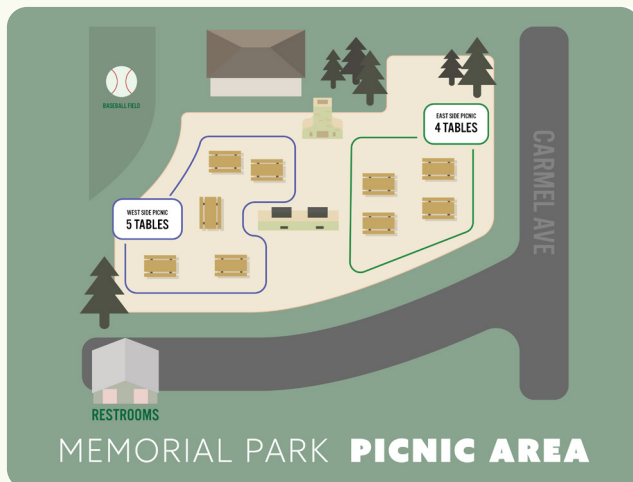 BASEBALL FIELD
EAST SIDE PICNIC
4 TABLES
CARMEL AVE
WEST SIDE PICNIC
5 TABLES
RESTROOMS
MEMORIAL PARK PICNIC AREA